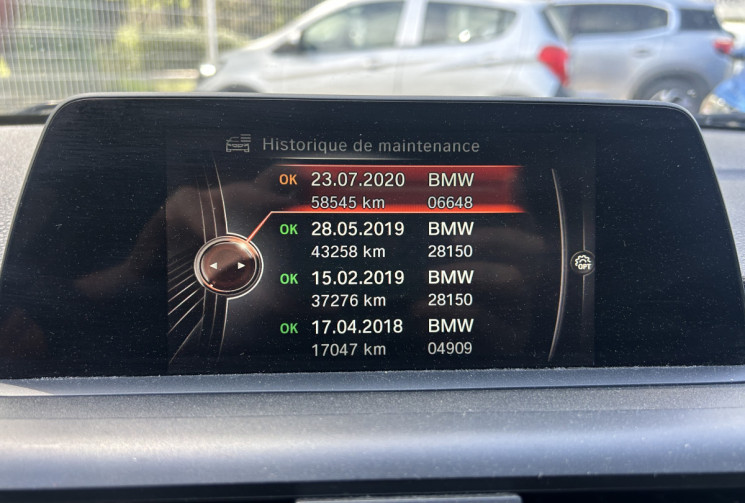 Historique de maintenance
OK 23.07.2020 BMW
58545 km 06648
OK 28.05.2019 BMW
43258 km 28150
OK 15.02.2019 BMW
37276 km 28150
OPT
OK 17.04.2018 BMW
17047 km 04909